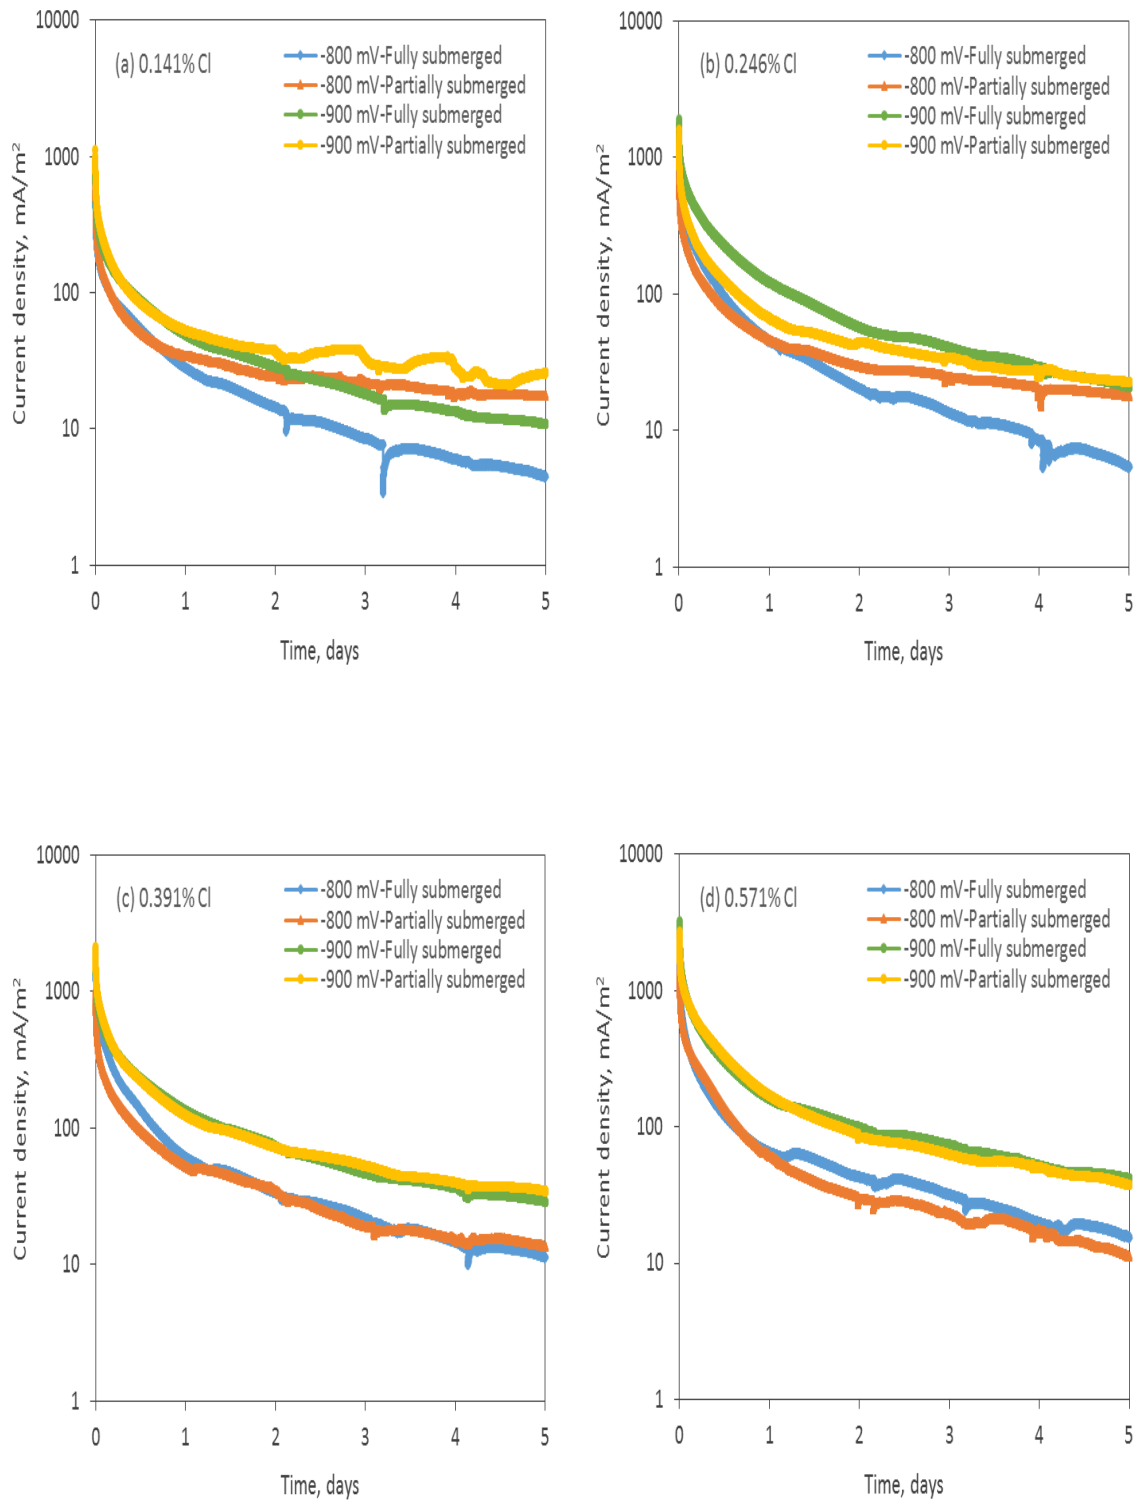 10000
1000
100
10
1
Current density, mA/m²
(a) 0.141% Cl
-800 mV-Fully submerged
-800 mV-Partially submerged
-900 mV-Fully submerged
-900 mV-Partially submerged
0 1 2 3 4 5
Time, days
10000
1000
100
10
1
Current density, mA/m²
(b) 0.246% Cl
-800 mV-Fully submerged
-800 mV-Partially submerged
-900 mV-Fully submerged
-900 mV-Partially submerged
0 1 2 3 4 5
Time, days
10000
1000
100
10
1
Current density, mA/m²
(c) 0.391% Cl
-800 mV-Fully submerged
-800 mV-Partially submerged
-900 mV-Fully submerged
-900 mV-Partially submerged
0 1 2 3 4 5
Time, days
10000
1000
100
10
1
Current density, mA/m²
(d) 0.571% Cl
-800 mV-Fully submerged
-800 mV-Partially submerged
-900 mV-Fully submerged
-900 mV-Partially submerged
0 1 2 3 4 5
Time, days